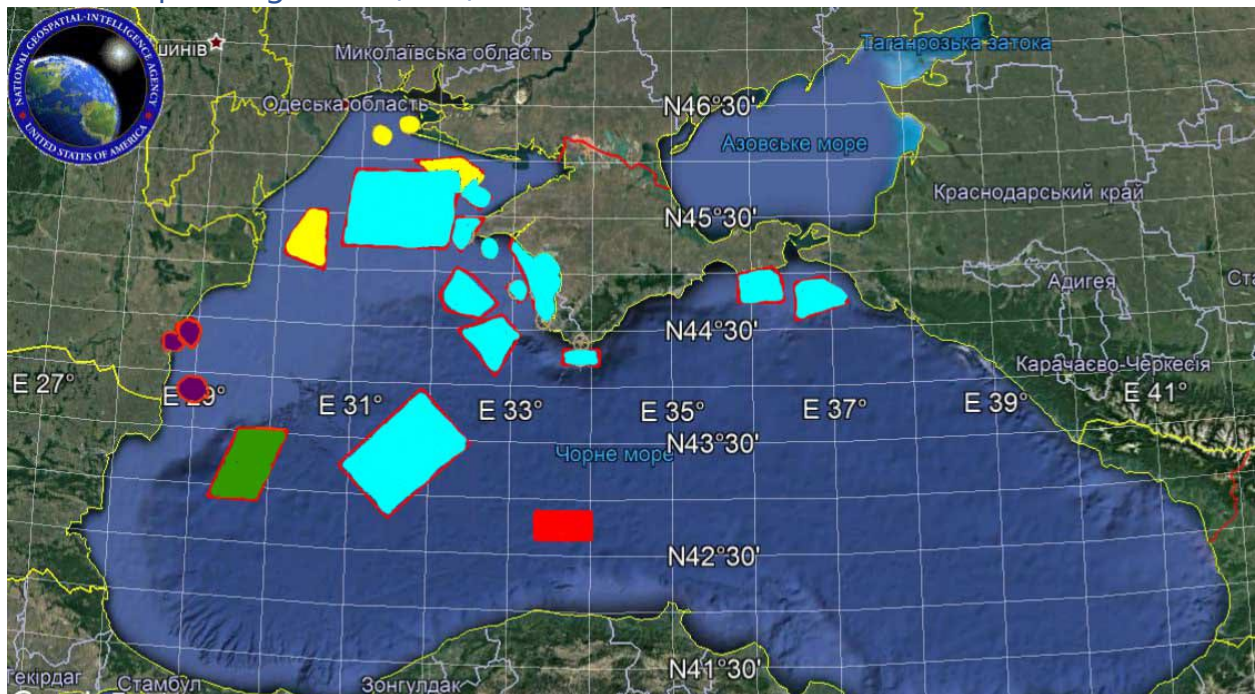 NATIONAL GEOSPATIAL-INTELLIGENCE AGENCY
UNITED STATES OF AMERICA
шинів
Миколаївська область
Таганрозька затока
Одеська область
N46°30'
Азовське море
Краснодарський край
N45°30'
Адигея
N44°30'
Карачаєво-Черкесія
E 27°
E 29°
E 31°
E 33°
E 35°
E 37°
E 39°
E 41°
N43°30'
Чорне море
N42°30'
N41°30'
Текірдаг
Стамбул
Зонгулдак